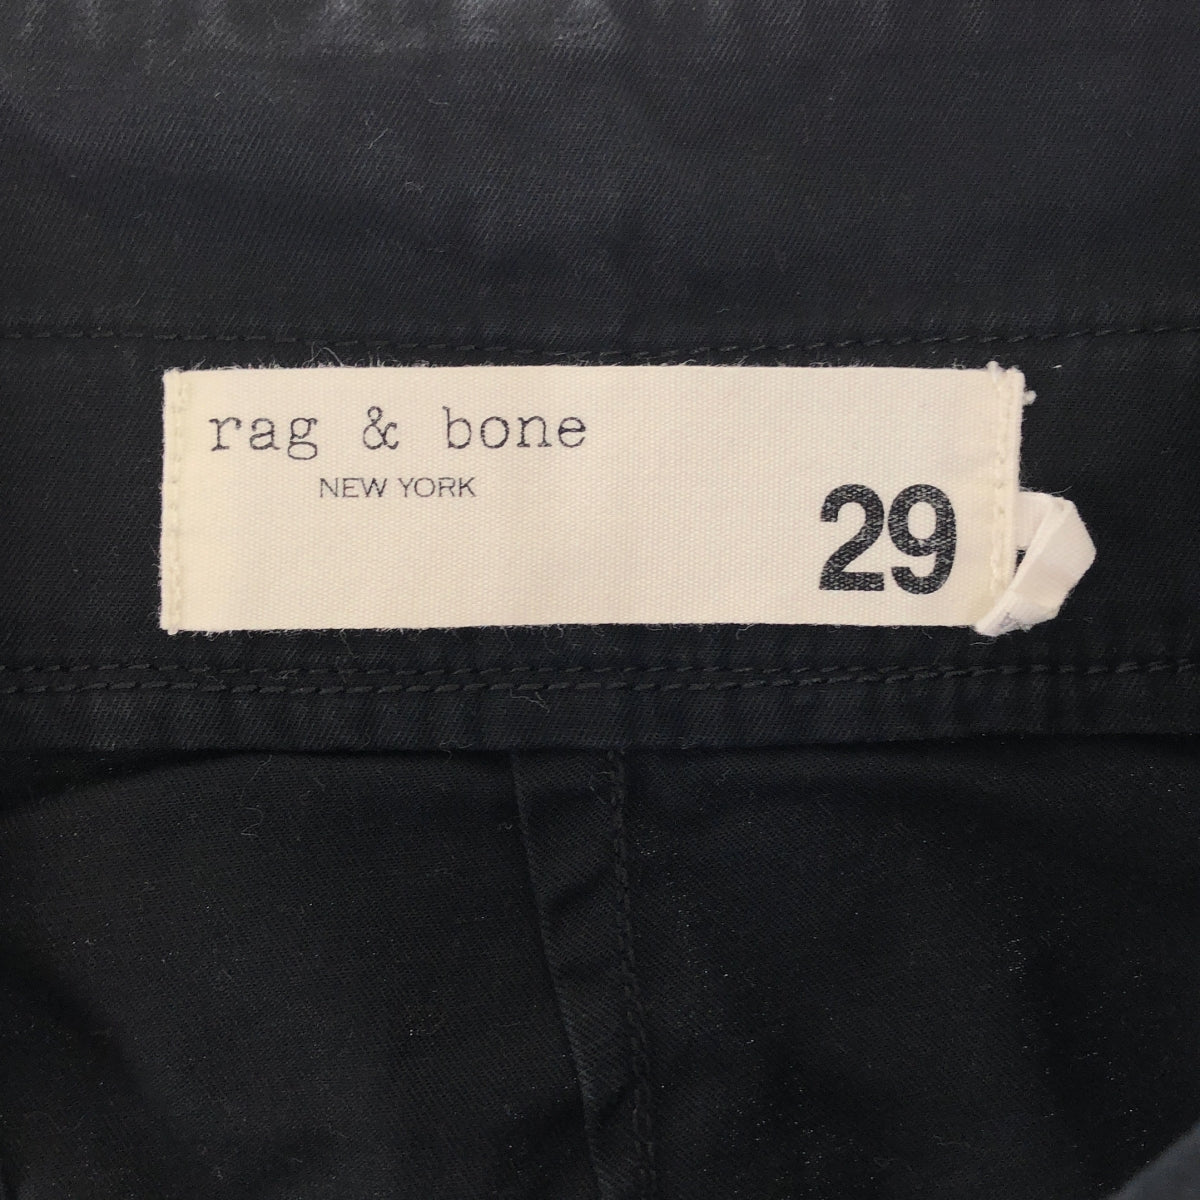 rag & bone
NEW YORK
29